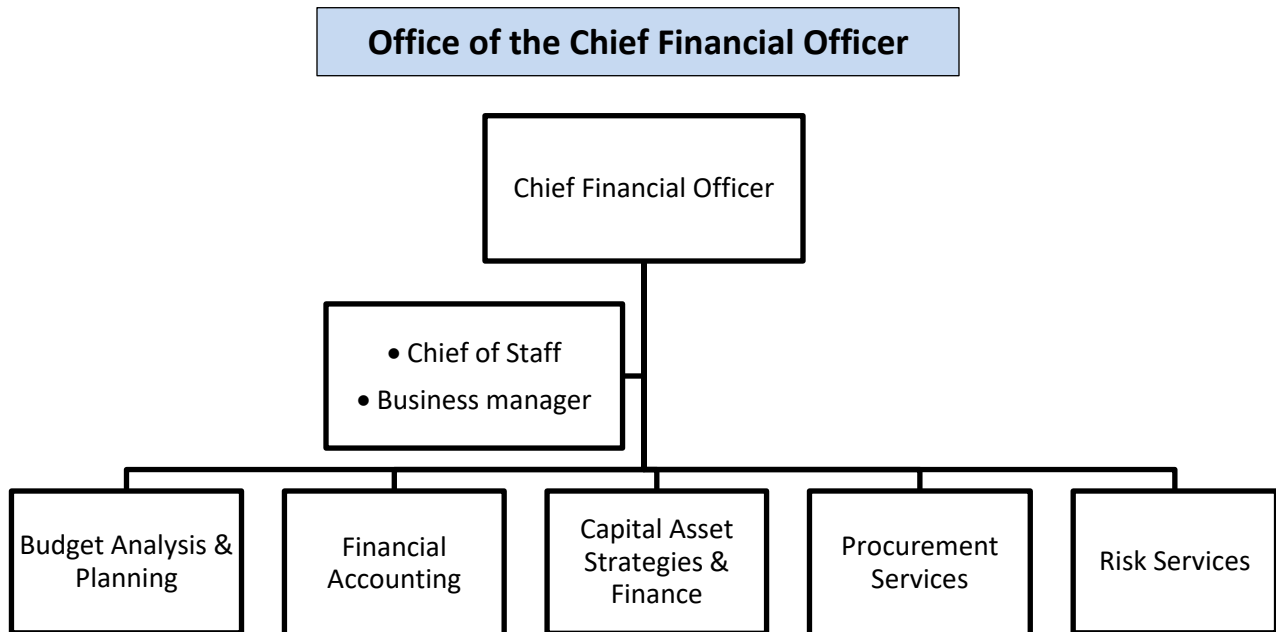 Office of the Chief Financial Officer
Chief Financial Officer
• Chief of Staff
• Business manager
Budget Analysis &
Planning
Financial
Accounting
Capital Asset
Strategies &
Finance
Procurement
Services
Risk Services